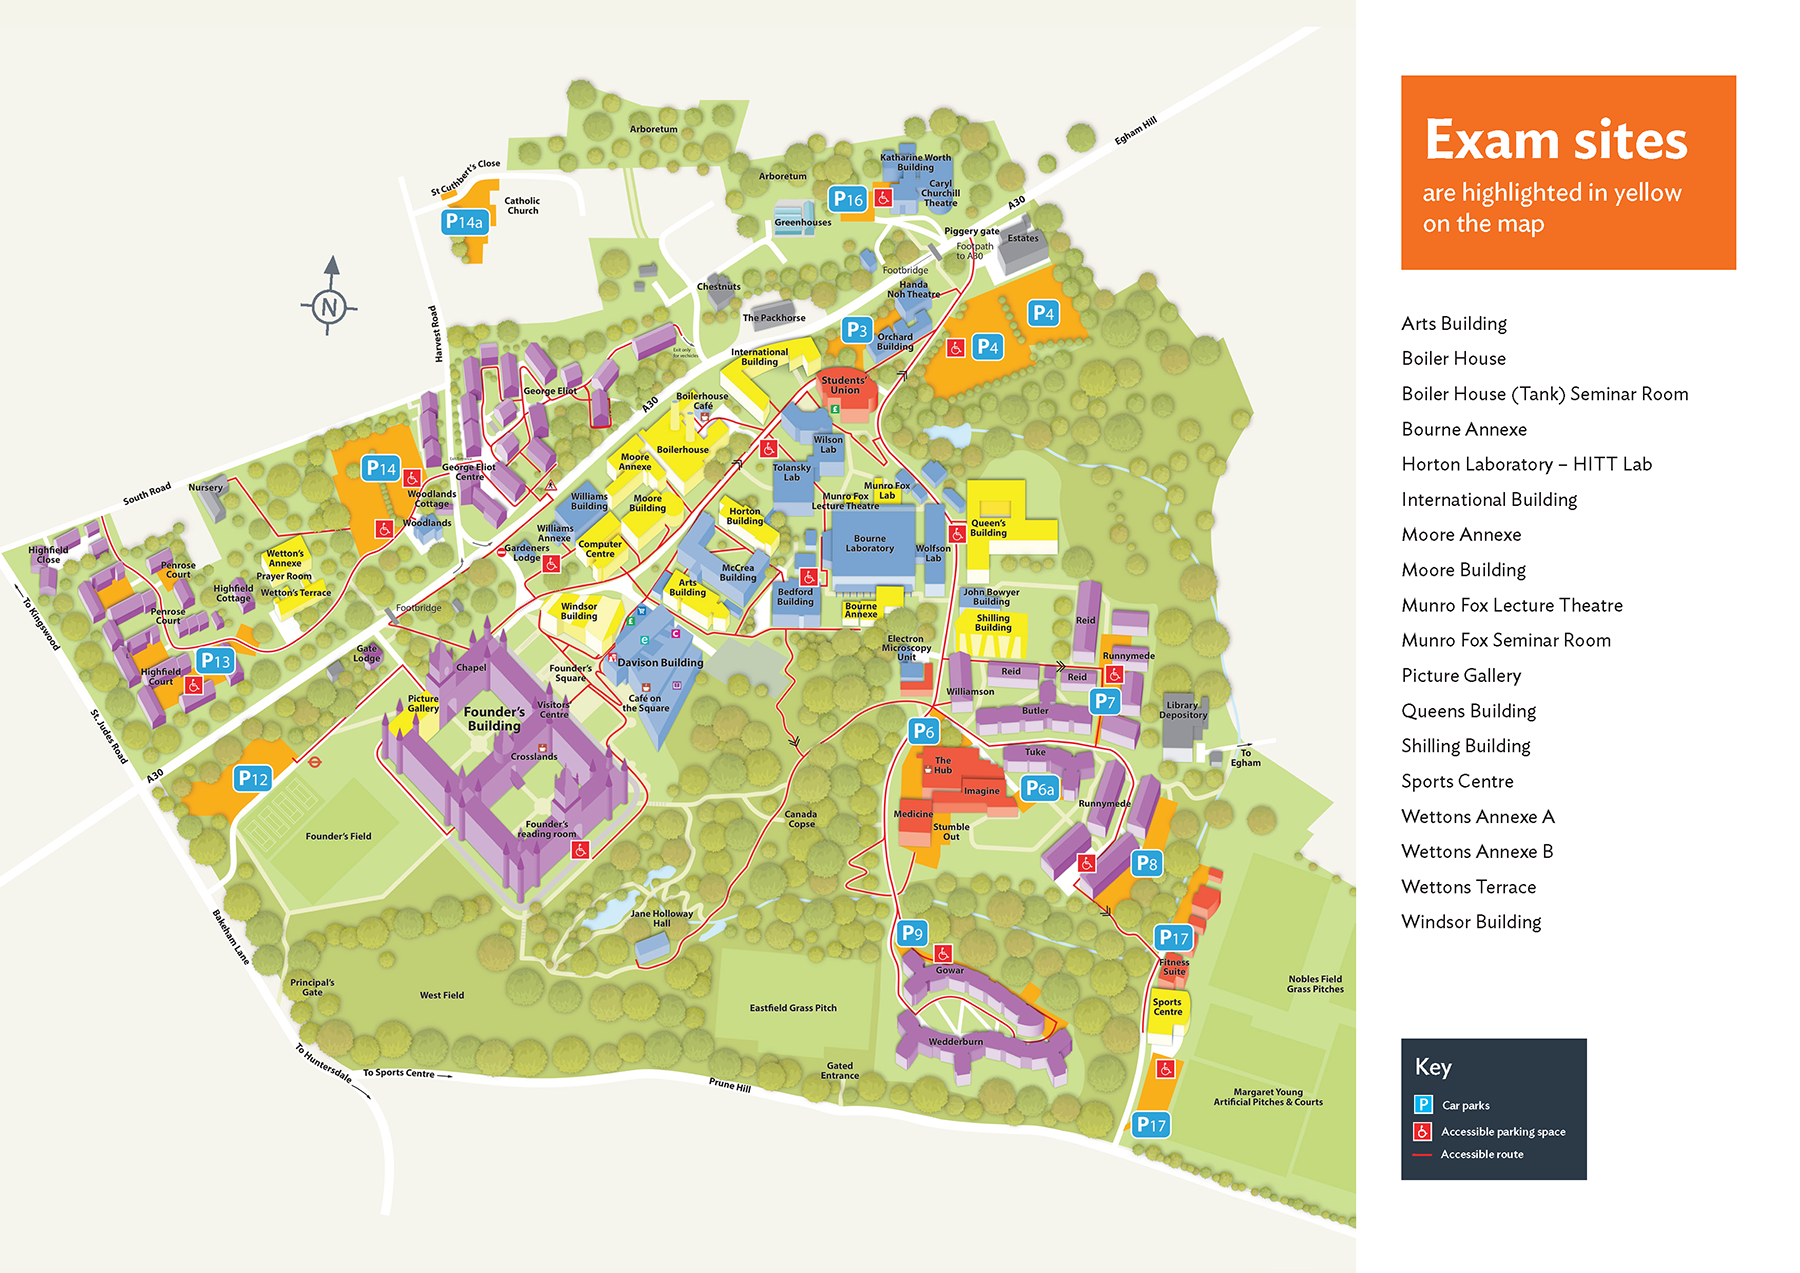 Exam sites
are highlighted in yellow
on the map
Arts Building
Boiler House
Boiler House (Tank) Seminar Room
Bourne Annexe
Horton Laboratory – HITT Lab
International Building
Moore Annexe
Moore Building
Munro Fox Lecture Theatre
Munro Fox Seminar Room
Picture Gallery
Queens Building
Shilling Building
Sports Centre
Wettons Annexe A
Wettons Annexe B
Wettons Terrace
Windsor Building
Key
P Car parks
Accessible parking space
Accessible route
Arboretum
Egham Hill
St Cuthbert's Close
Catholic
Church
P14a
Arboretum
Katharine Worth
Building
Caryl
Churchill
Theatre
P16
Greenhouses
A30
Piggery gate
Footpath
to A30
Estates
Footbridge
N
Chestnuts
Handa
Noh Theatre
The Packhorse
P3
P4
P4
Orchard
Building
Harvest Road
Exit only
for vehicles
International
Building
Students'
Union
£
George Eliot
A30
Boilerhouse
Café
Boilerhouse
Wilson
Lab
Moore
Annexe
Tolansky
Lab
P14
George Eliot
Centre
South Road
Nursery
Woodlands
Cottage
Woodlands
Williams
Building
Moore
Building
Munro Fox
Lab
Munro Fox
Lecture Theatre
Horton
Building
Queen's
Building
Williams
Annexe
Gardeners
Lodge
Computer
Centre
Bourne
Laboratory
Wolfson
Lab
Highfield
Close
Wetton's
Annexe
Prayer Room
Wetton's Terrace
Penrose
Court
Highfield
Cottage
Penrose
Court
McCrea
Building
Arts
Building
Bedford
Building
Bourne
Annexe
John Bowyer
Building
Shilling
Building
To Kingswood
Footbridge
Windsor
Building
£
e
c
Reid
Electron
Microscopy
Unit
Runnymede
P13
Highfield
Court
Gate
Lodge
Chapel
Founder's
Square
Davison Building
Café on
the Square
Reid
Reid
Williamson
P7
Picture
Gallery
Founder's
Building
Visitors
Centre
Butler
Library
Depository
St. Judes Road
Crosslands
P6
Tuke
To
Egham
A30
P12
The
Hub
Imagine
P6a
Runnymede
Founder's Field
Founder's
reading room
Canada
Copse
Medicine
Stumble
Out
P8
Bakeham Lane
Jane Holloway
Hall
P9
P17
Gowar
Fitness
Suite
Principal's
Gate
West Field
Eastfield Grass Pitch
Sports
Centre
Nobles Field
Grass Pitches
Wedderburn
To Huntersdale
To Sports Centre
Prune Hill
Gated
Entrance
Margaret Young
Artificial Pitches & Courts
P17